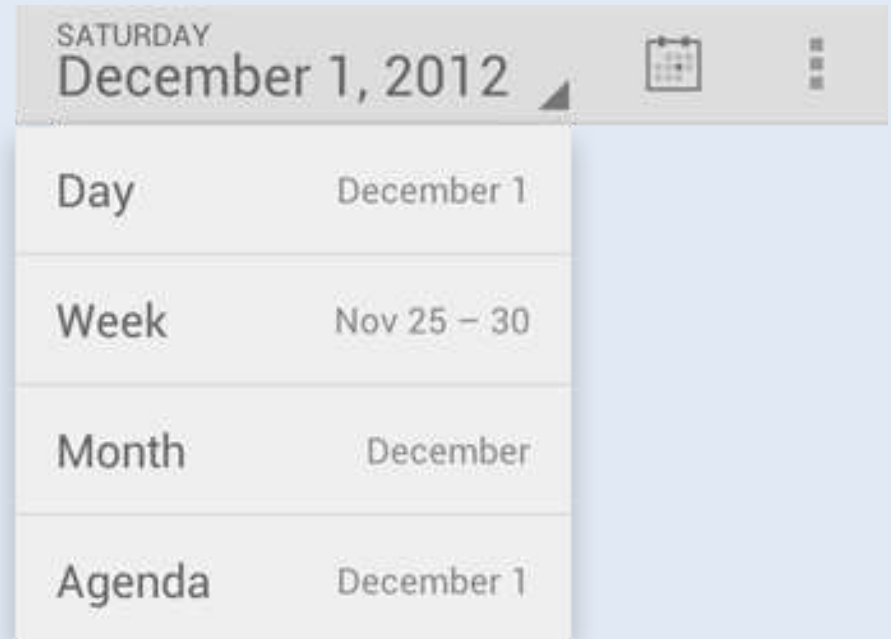 SATURDAY
December 1, 2012
Day December 1
Week Nov 25 – 30
Month December
Agenda December 1